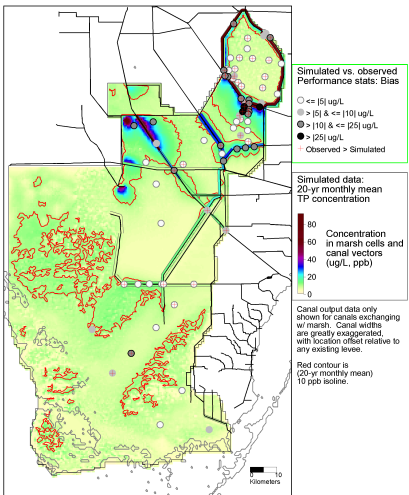 Simulated vs. observed
Performance stats: Bias
<= |5| ug/L
> |5| & <= |10| ug/L
> |10| & <= |25| ug/L
> |25| ug/L
+ Observed > Simulated
Simulated data:
20-yr monthly mean
TP concentration
80
60
40
20
0
Concentration
in marsh cells and
canal vectors
(ug/L, ppb)
Canal output data only
shown for canals exchanging
w/ marsh. Canal widths
are greatly exaggerated,
with location offset relative to
any existing levee.
Red contour is
(20-yr monthly mean)
10 ppb isoline.
0 10
Kilometers